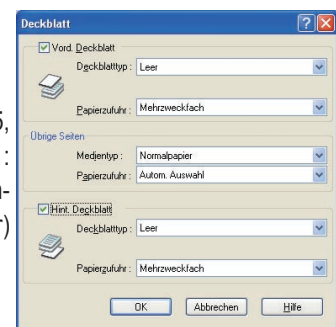 Deckblatt
Vord. Deckblatt
Deckblatttyp : Leer
Papierzufuhr : Mehrzweckfach
5,
Übrige Seiten
:
Medientyp : Normalpapier
n-
Papierzufuhr : Autom. Auswahl
r)
Hint. Deckblatt
Deckblatttyp : Leer
Papierzufuhr : Mehrzweckfach
OK Abbrechen Hilfe